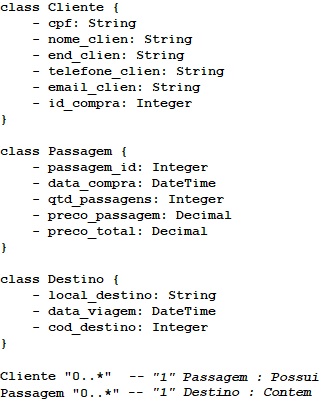 class Cliente {
    - cpf: String
    - nome_clien: String
    - end_clien: String
    - telefone_clien: String
    - email_clien: String
    - id_compra: Integer
}
class Passagem {
    - passagem_id: Integer
    - data_compra: DateTime
    - qtd_passagens: Integer
    - preco_passagem: Decimal
    - preco_total: Decimal
}
class Destino {
    - local_destino: String
    - data_viagem: DateTime
    - cod_destino: Integer
}
Cliente "0..*" -- "1" Passagem : Possui
Passagem "0..*" -- "1" Destino : Contem